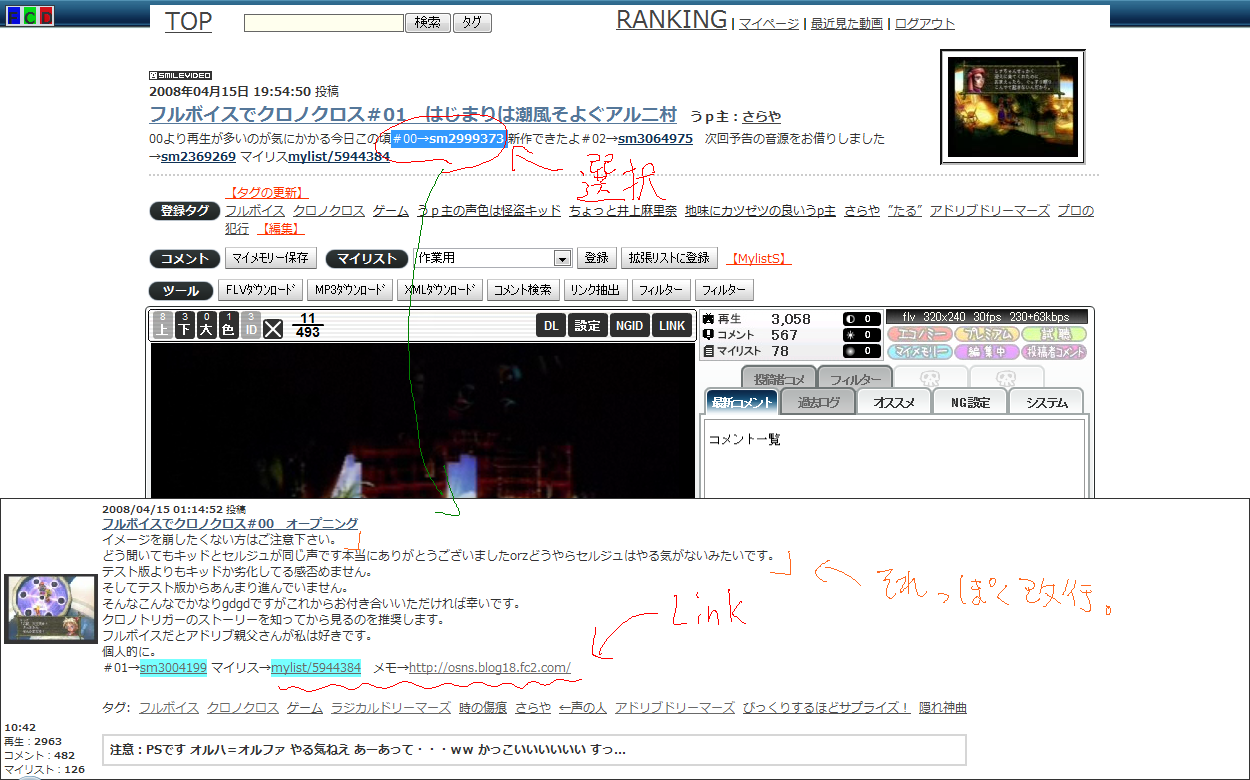 F C D
TOP 検索 タグ RANKING | マイページ | 最近見た動画 | ログアウト
SMILEVIDEO
2008年04月15日 19:54:50 投稿
フルボイスでクロノクロス＃01　はじまりは潮風そよぐアルニ村 うｐ主：さらや
00より再生が多いのが気にかかる今日この頃＃00→sm2999373 新作できたよ＃02→sm3064975　次回予告の音源をお借りしました
→sm2369269 マイリスmylist/5944384
選択
【タグの更新】
登録タグ フルボイス クロノクロス ゲーム うｐ主の声色は怪盗キッド ちょっと井上麻里奈 地味にカツゼツの良いうp主 さらや ”たる” アドリブドリーマーズ プロの
犯行 【編集】
コメント マイメモリー保存 マイリスト 作業用 登録 拡張リストに登録 【MylistS】
ツール FLVﾀﾞｳﾝﾛｰﾄﾞ MP3ﾀﾞｳﾝﾛｰﾄﾞ XMLﾀﾞｳﾝﾛｰﾄﾞ コメント検索 リンク抽出 フィルター フィルター
8 上 3 下 0 大 1 色 3 ID 11 493 DL 設定 NGID LINK
再生 3,058 0 flv 320x240 30fps 230+63kbps
コメント 567 0 エコノミー プレミアム 試聴
マイリスト 78 0 マイメモリー 編集中 投稿者コメント
投稿者コメ フィルター
最新コメント 過去ログ オススメ NG設定 システム
コメント一覧
2008/04/15 01:14:52 投稿
フルボイスでクロノクロス＃00　オープニング
イメージを崩したくない方はご注意下さい。
どう聞いてもキッドとセルジュが同じ声です本当にありがとうございましたorzどうやらセルジュはやる気がないみたいです。
テスト版よりもキッドか劣化してる感否めません。
そしてテスト版からあんまり進んでいません。
そんなこんなでかなりgdgdですがこれからお付き合いいただければ幸いです。
クロノトリガーのストーリーを知ってから見るのを推奨します。
フルボイスだとアドリブ親父さんが私は好きです。
個人的に。
＃01→sm3004199 マイリス→mylist/5944384　メモ→http://osns.blog18.fc2.com/
それっぽく改行。
Link
タグ: フルボイス クロノクロス ゲーム ラジカルドリーマーズ 時の傷痕 さらや ←声の人 アドリブドリーマーズ びっくりするほどサプライズ！ 隠れ神曲
10:42
再生：2963
コメント：482
マイリスト：126
注意：PSです オルハ＝オルファ やる気ねえ あーあって・・・ｗｗ かっこいいいいいい すっ...